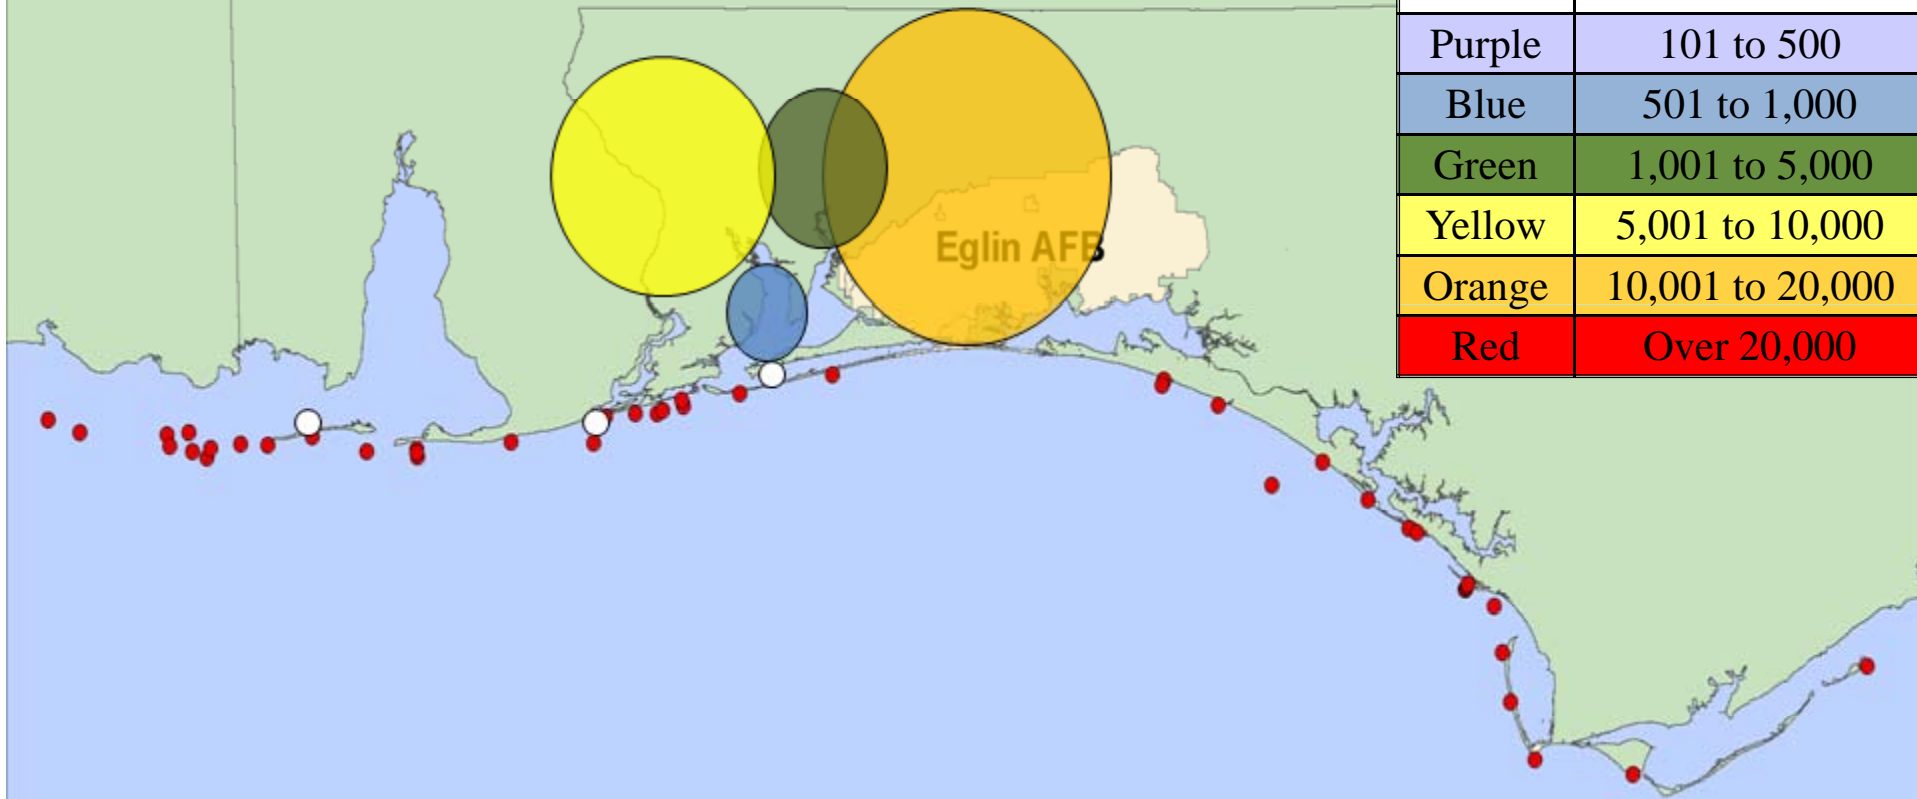 Purple 101 to 500
Blue 501 to 1,000
Green 1,001 to 5,000
Yellow 5,001 to 10,000
Orange 10,001 to 20,000
Red Over 20,000
Eglin AFB